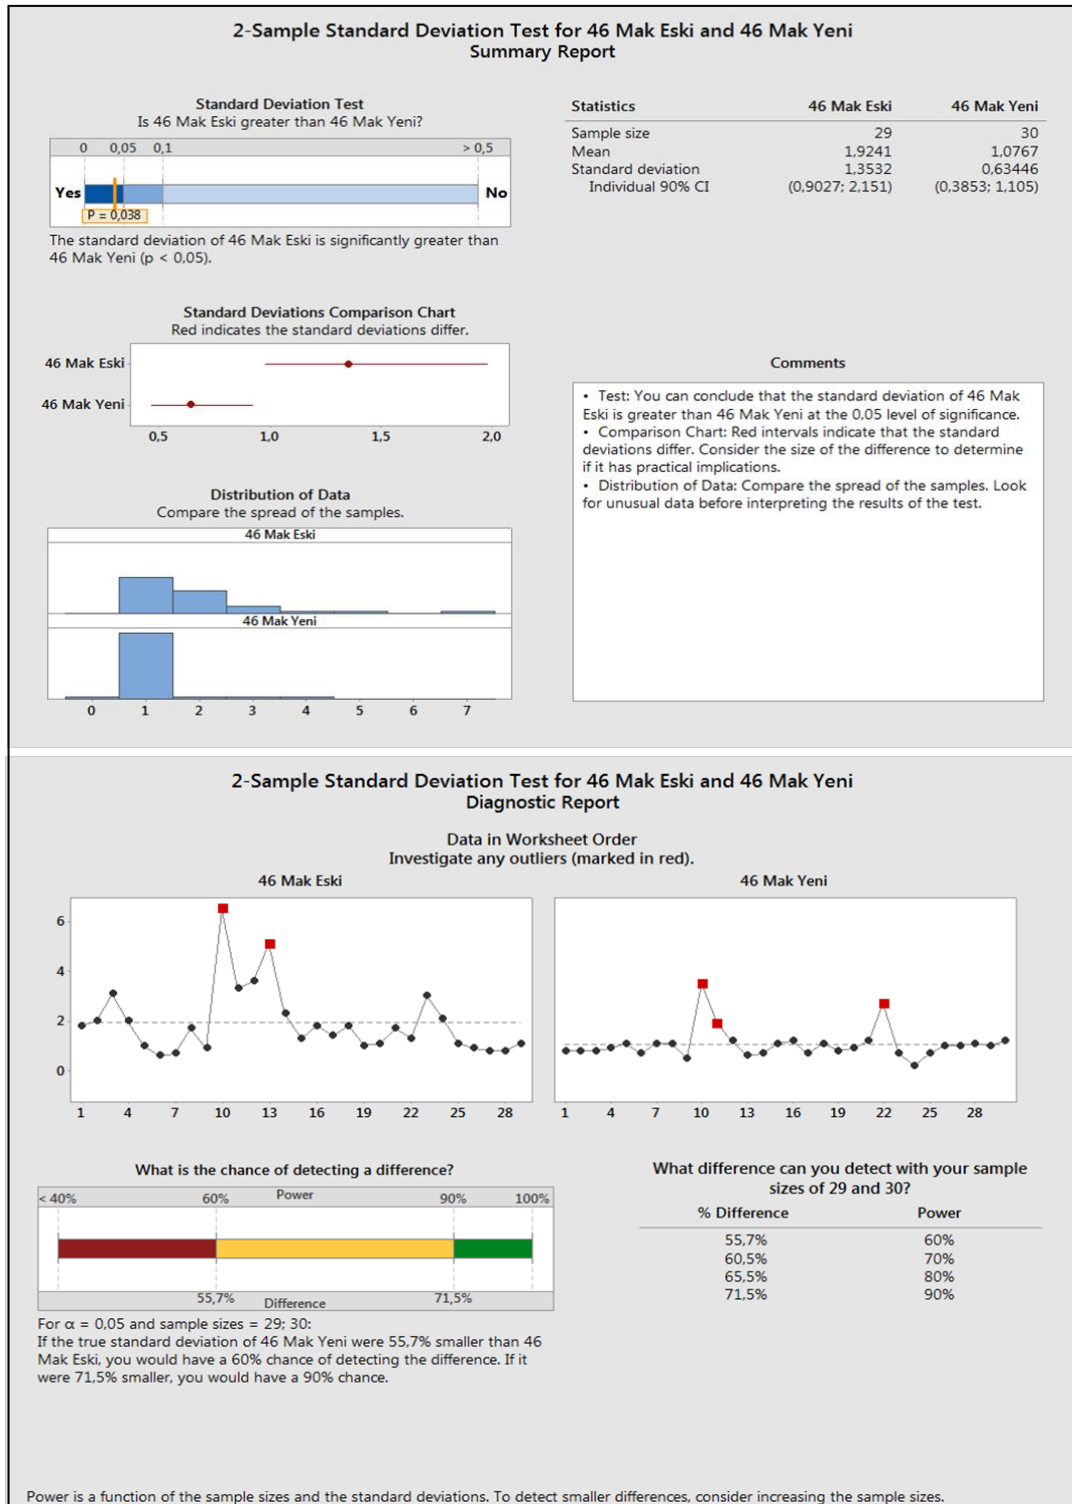 2-Sample Standard Deviation Test for 46 Mak Eski and 46 Mak Yeni
Summary Report
Standard Deviation Test
Is 46 Mak Eski greater than 46 Mak Yeni?
0 0,05 0,1 > 0,5
Yes No
P = 0,038
The standard deviation of 46 Mak Eski is significantly greater than
46 Mak Yeni (p < 0,05).
Statistics 46 Mak Eski 46 Mak Yeni
Sample size 29 30
Mean 1,9241 1,0767
Standard deviation 1,3532 0,63446
Individual 90% CI (0,9027; 2,151) (0,3853; 1,105)
Standard Deviations Comparison Chart
Red indicates the standard deviations differ.
46 Mak Eski
46 Mak Yeni
0,5 1,0 1,5 2,0
Distribution of Data
Compare the spread of the samples.
46 Mak Eski
46 Mak Yeni
0 1 2 3 4 5 6 7
Comments
• Test: You can conclude that the standard deviation of 46 Mak
Eski is greater than 46 Mak Yeni at the 0,05 level of significance.
• Comparison Chart: Red intervals indicate that the standard
deviations differ. Consider the size of the difference to determine
if it has practical implications.
• Distribution of Data: Compare the spread of the samples. Look
for unusual data before interpreting the results of the test.
2-Sample Standard Deviation Test for 46 Mak Eski and 46 Mak Yeni
Diagnostic Report
Data in Worksheet Order
Investigate any outliers (marked in red).
46 Mak Eski 46 Mak Yeni
6
4
2
0
1 4 7 10 13 16 19 22 25 28
1 4 7 10 13 16 19 22 25 28
What is the chance of detecting a difference?
< 40% 60% Power 90% 100%
55,7% Difference 71,5%
For α = 0,05 and sample sizes = 29; 30:
If the true standard deviation of 46 Mak Yeni were 55,7% smaller than 46
Mak Eski, you would have a 60% chance of detecting the difference. If it
were 71,5% smaller, you would have a 90% chance.
What difference can you detect with your sample
sizes of 29 and 30?
% Difference Power
55,7% 60%
60,5% 70%
65,5% 80%
71,5% 90%
Power is a function of the sample sizes and the standard deviations. To detect smaller differences, consider increasing the sample sizes.